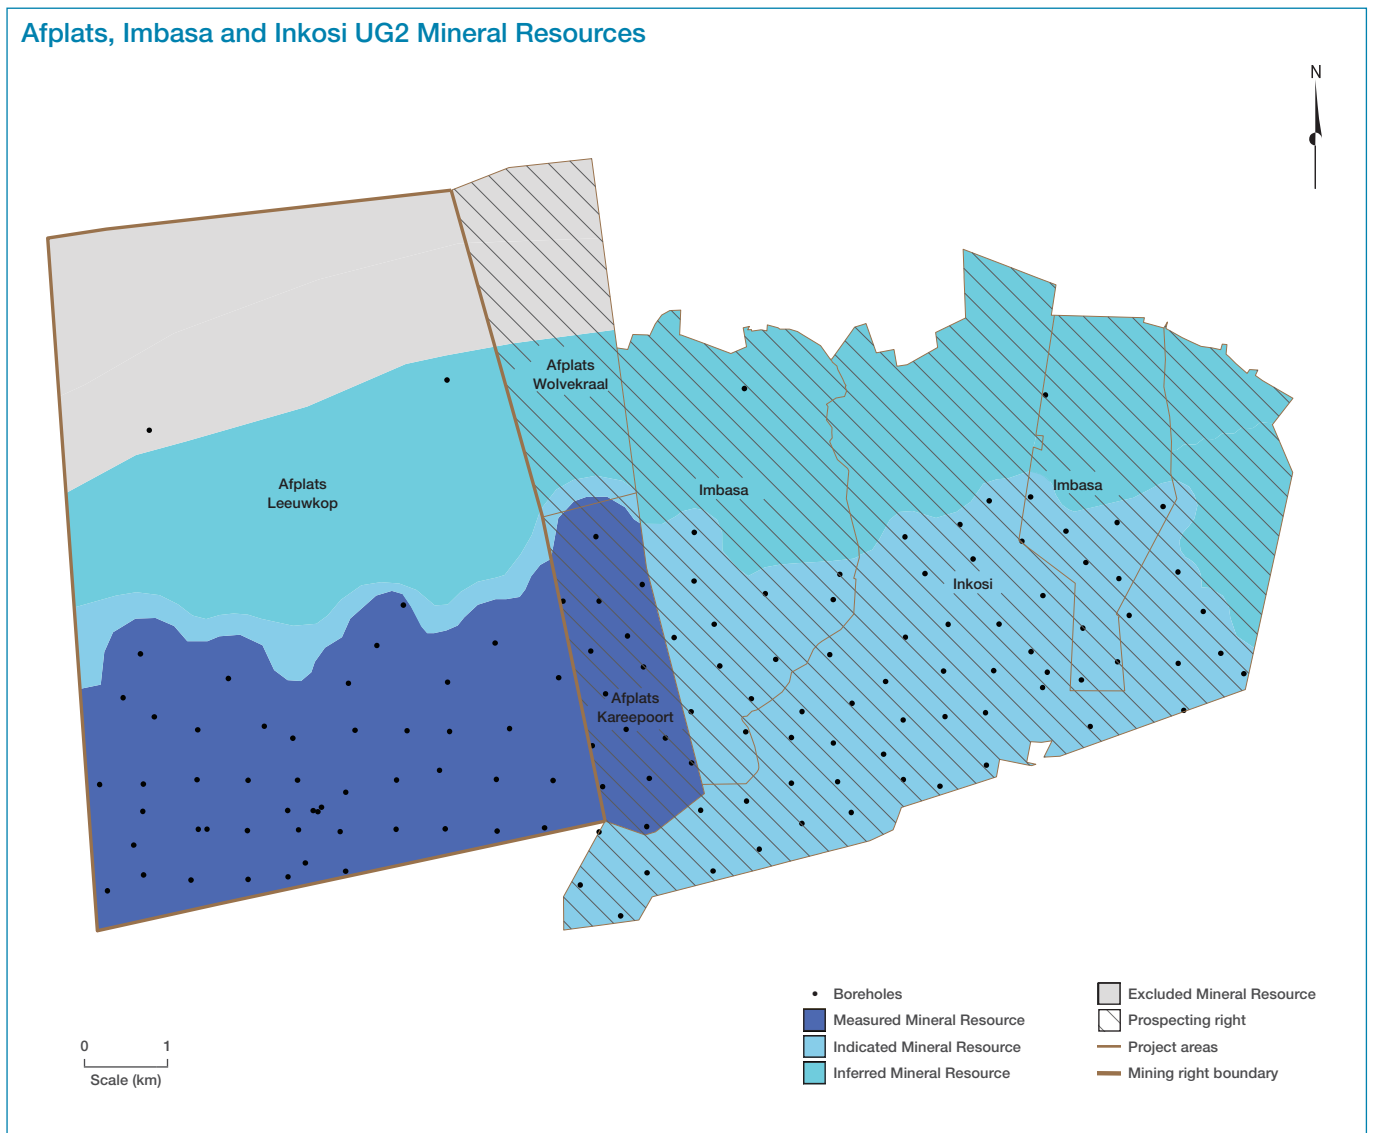 Afplats, Imbasa and Inkosi UG2 Mineral Resources
N
Afplats
Wolvekraal
Afplats
Leeuwkop
Imbasa
Imbasa
Inkosi
Afplats
Kareepoort
Boreholes
Measured Mineral Resource
Indicated Mineral Resource
Inferred Mineral Resource
Excluded Mineral Resource
Prospecting right
Project areas
Mining right boundary
0 1
Scale (km)